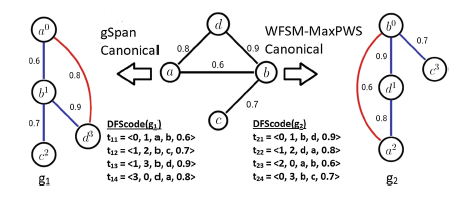 a⁰
0.6
0.8
b¹
0.9
0.7
d³
c²
g₁
gSpan
Canonical
d
0.8
0.9
a
0.6
b
0.7
c
WFSM-MaxPWS
Canonical
b⁰
0.7
c³
0.6
0.9
d¹
0.8
a²
g₂
DFScode(g₁)
t₁₁ = <0, 1, a, b, 0.6>
t₁₂ = <1, 2, b, c, 0.7>
t₁₃ = <1, 3, b, d, 0.9>
t₁₄ = <3, 0, d, a, 0.8>
DFScode(g₂)
t₂₁ = <0, 1, b, d, 0.9>
t₂₂ = <1, 2, d, a, 0.8>
t₂₃ = <2, 0, a, b, 0.6>
t₂₄ = <0, 3, b, c, 0.7>